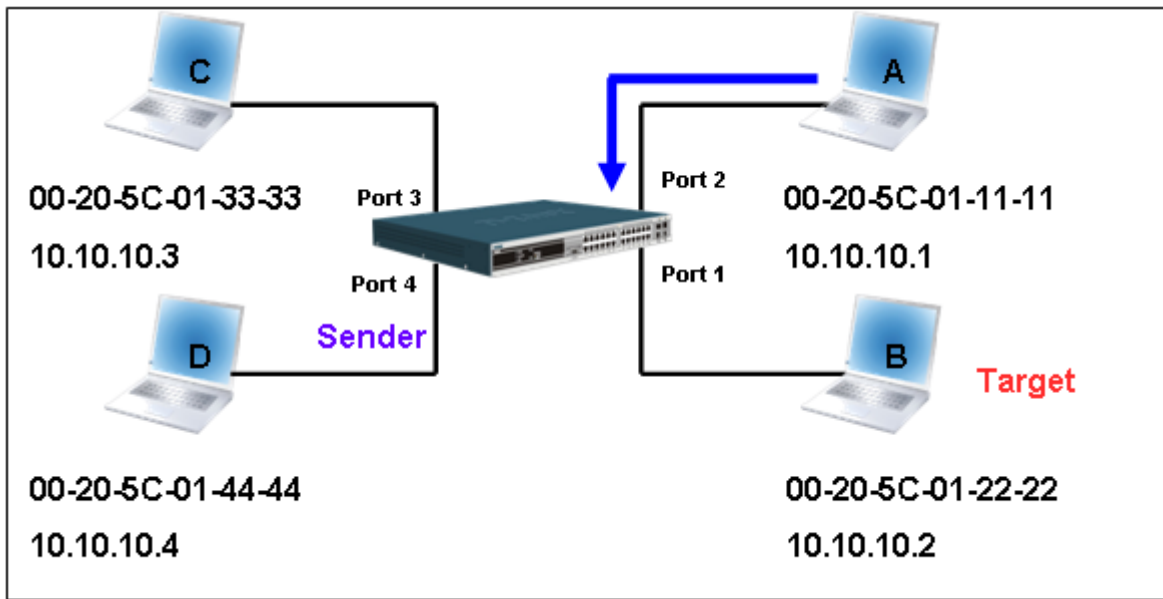 C
A
00-20-5C-01-33-33
10.10.10.3
Port 3
Port 2
00-20-5C-01-11-11
10.10.10.1
Port 4
Port 1
Sender
D
B
Target
00-20-5C-01-44-44
10.10.10.4
00-20-5C-01-22-22
10.10.10.2